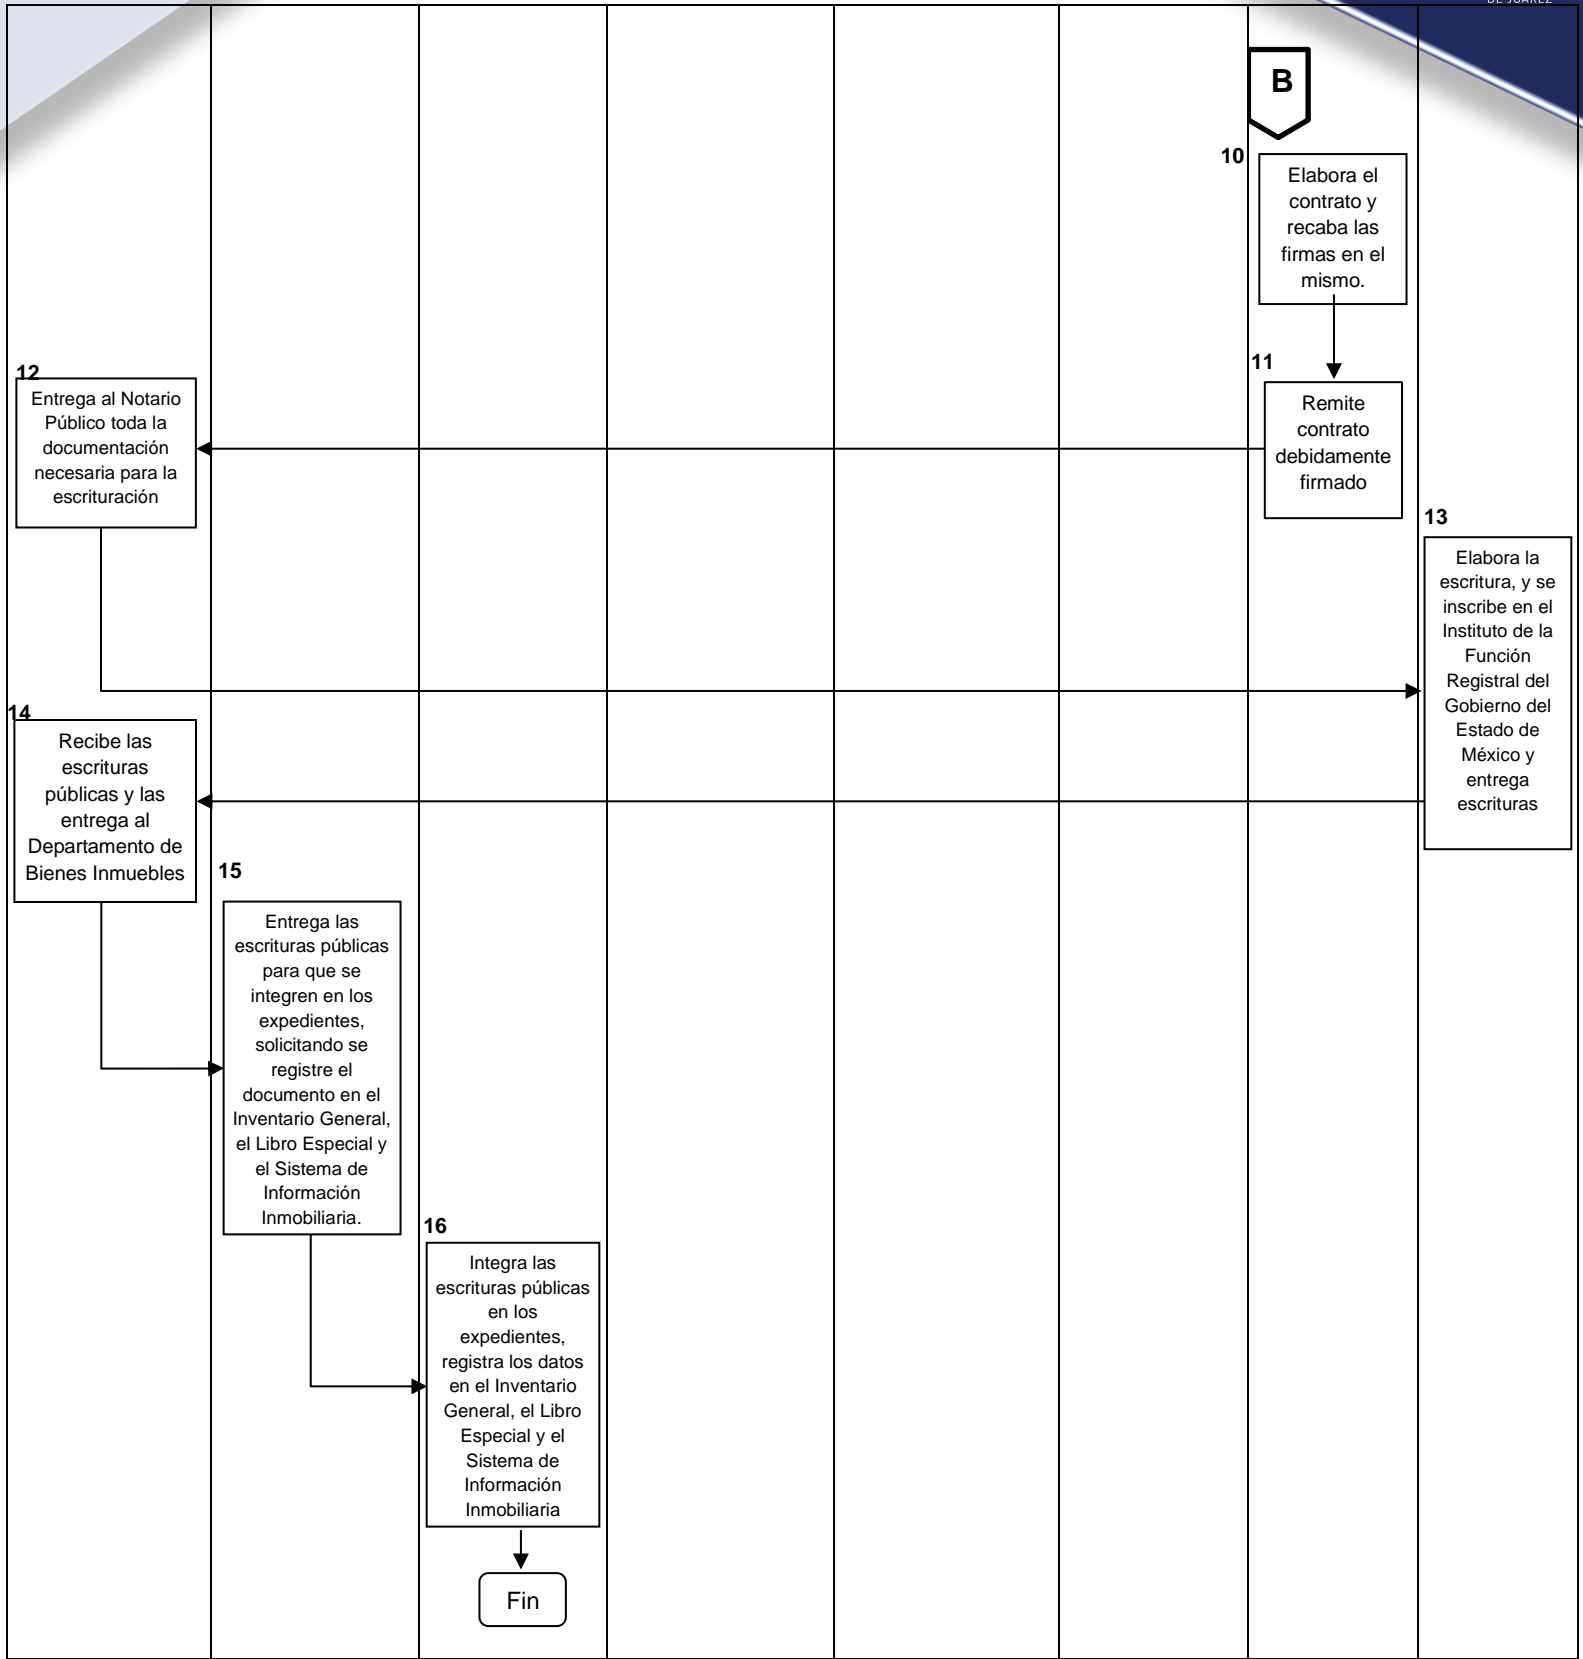 DE JUÁREZ
B
10
Elabora el
contrato y
recaba las
firmas en el
mismo.
11
Remite
contrato
debidamente
firmado
12
Entrega al Notario
Público toda la
documentación
necesaria para la
escrituración
13
Elabora la
escritura, y se
inscribe en el
Instituto de la
Función
Registral del
Gobierno del
Estado de
México y
entrega
escrituras
14
Recibe las
escrituras
públicas y las
entrega al
Departamento de
Bienes Inmuebles
15
Entrega las
escrituras públicas
para que se
integren en los
expedientes,
solicitando se
registre el
documento en el
Inventario General,
el Libro Especial y
el Sistema de
Información
Inmobiliaria.
16
Integra las
escrituras públicas
en los
expedientes,
registra los datos
en el Inventario
General, el Libro
Especial y el
Sistema de
Información
Inmobiliaria
Fin